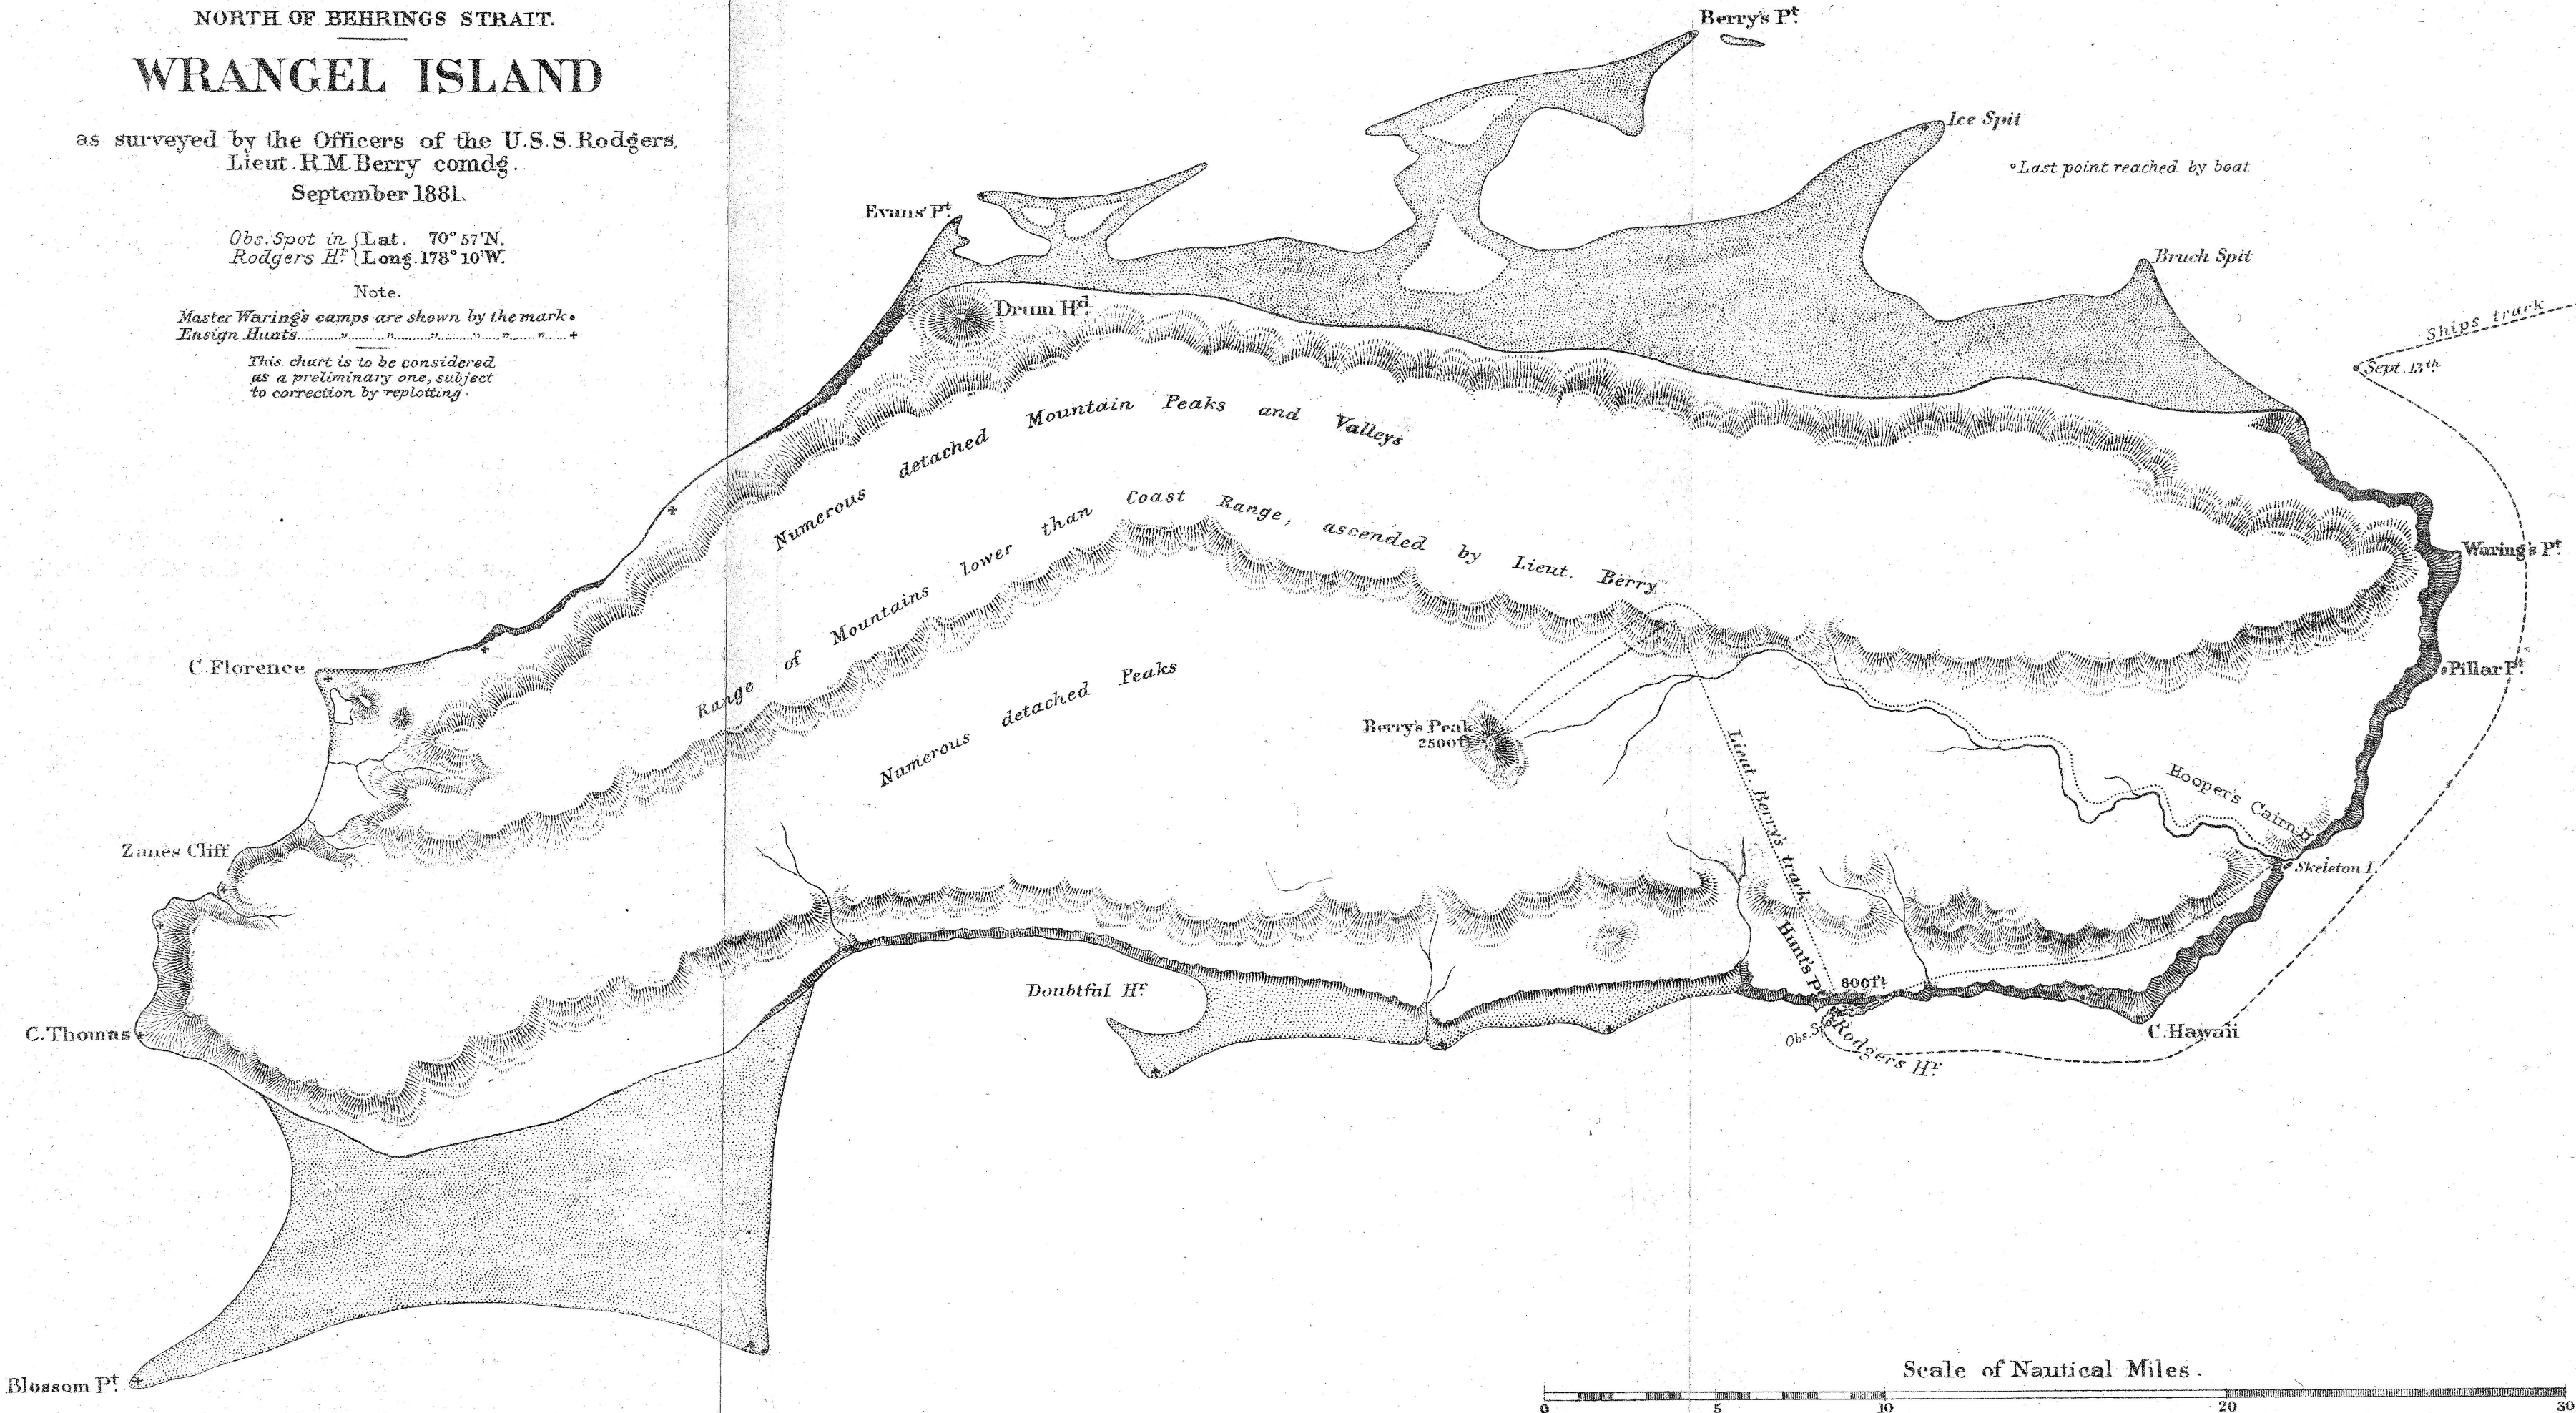 NORTH OF BEHRINGS STRAIT.
WRANGEL ISLAND
as surveyed by the Officers of the U.S.S. Rodgers,
Lieut. R.M. Berry comdg.
September 1881.
Obs. Spot in { Lat. 70° 57' N.
Rodgers Hr. { Long. 178° 10' W.
Note.
Master Waring's camps are shown by the mark •
Ensign Hunts........„........„........„........„........„....„.... +
This chart is to be considered
as a preliminary one, subject
to correction by replotting.
Berry's Pt.
Ice Spit
Last point reached by boat
Evans' Pt.
Bruch Spit
Drum Hd.
Ships track
Sept. 13th
Numerous detached Mountain Peaks and Valleys
Range of Mountains lower than Coast Range, ascended by Lieut. Berry
Waring's Pt.
C. Florence
Pillar Pt.
Numerous detached Peaks
Berry's Peak
2500ft
Lieut. Berry's track
Hooper's Cairn
Zanes Cliff
Skeleton I.
Hunt's Pt.
800ft
Doubtful Hr.
C. Thomas
Obs. Spot
Rodgers Hr.
C. Hawaii
Blossom Pt.
Scale of Nautical Miles.
0 5 10 20 30